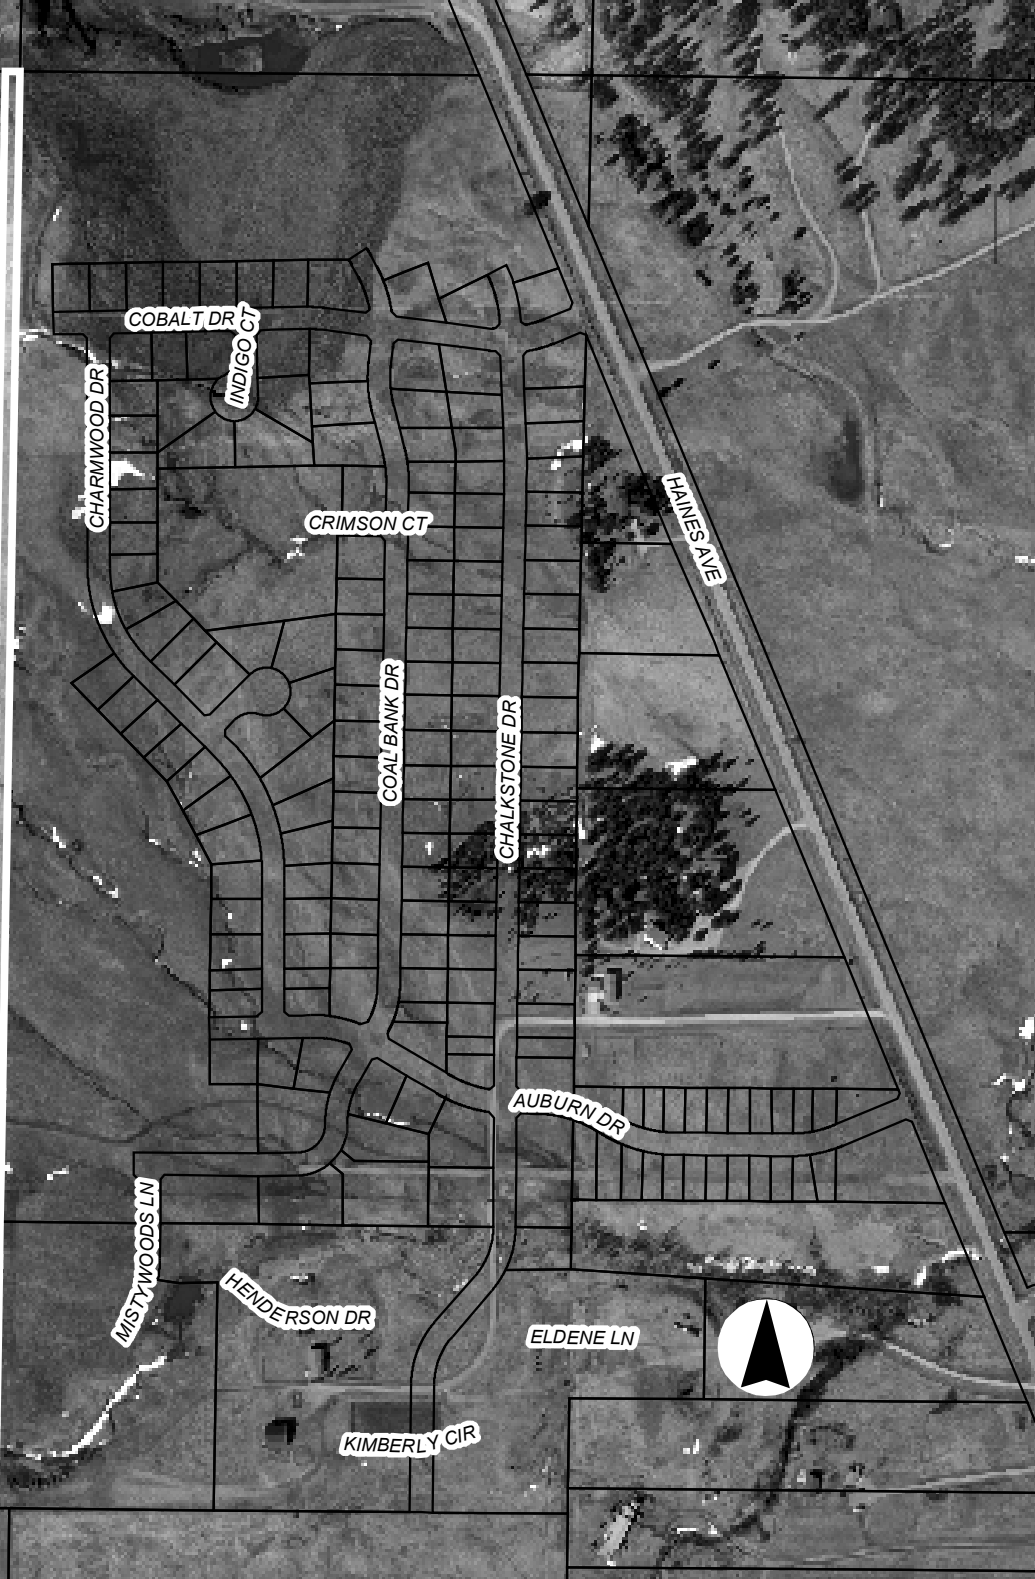 COBALT DR
INDIGO CT
CHARMWOOD DR
CRIMSON CT
HAINES AVE
COAL BANK DR
CHALKSTONE DR
AUBURN DR
MISTYWOODS LN
HENDERSON DR
ELDENE LN
KIMBERLY CIR